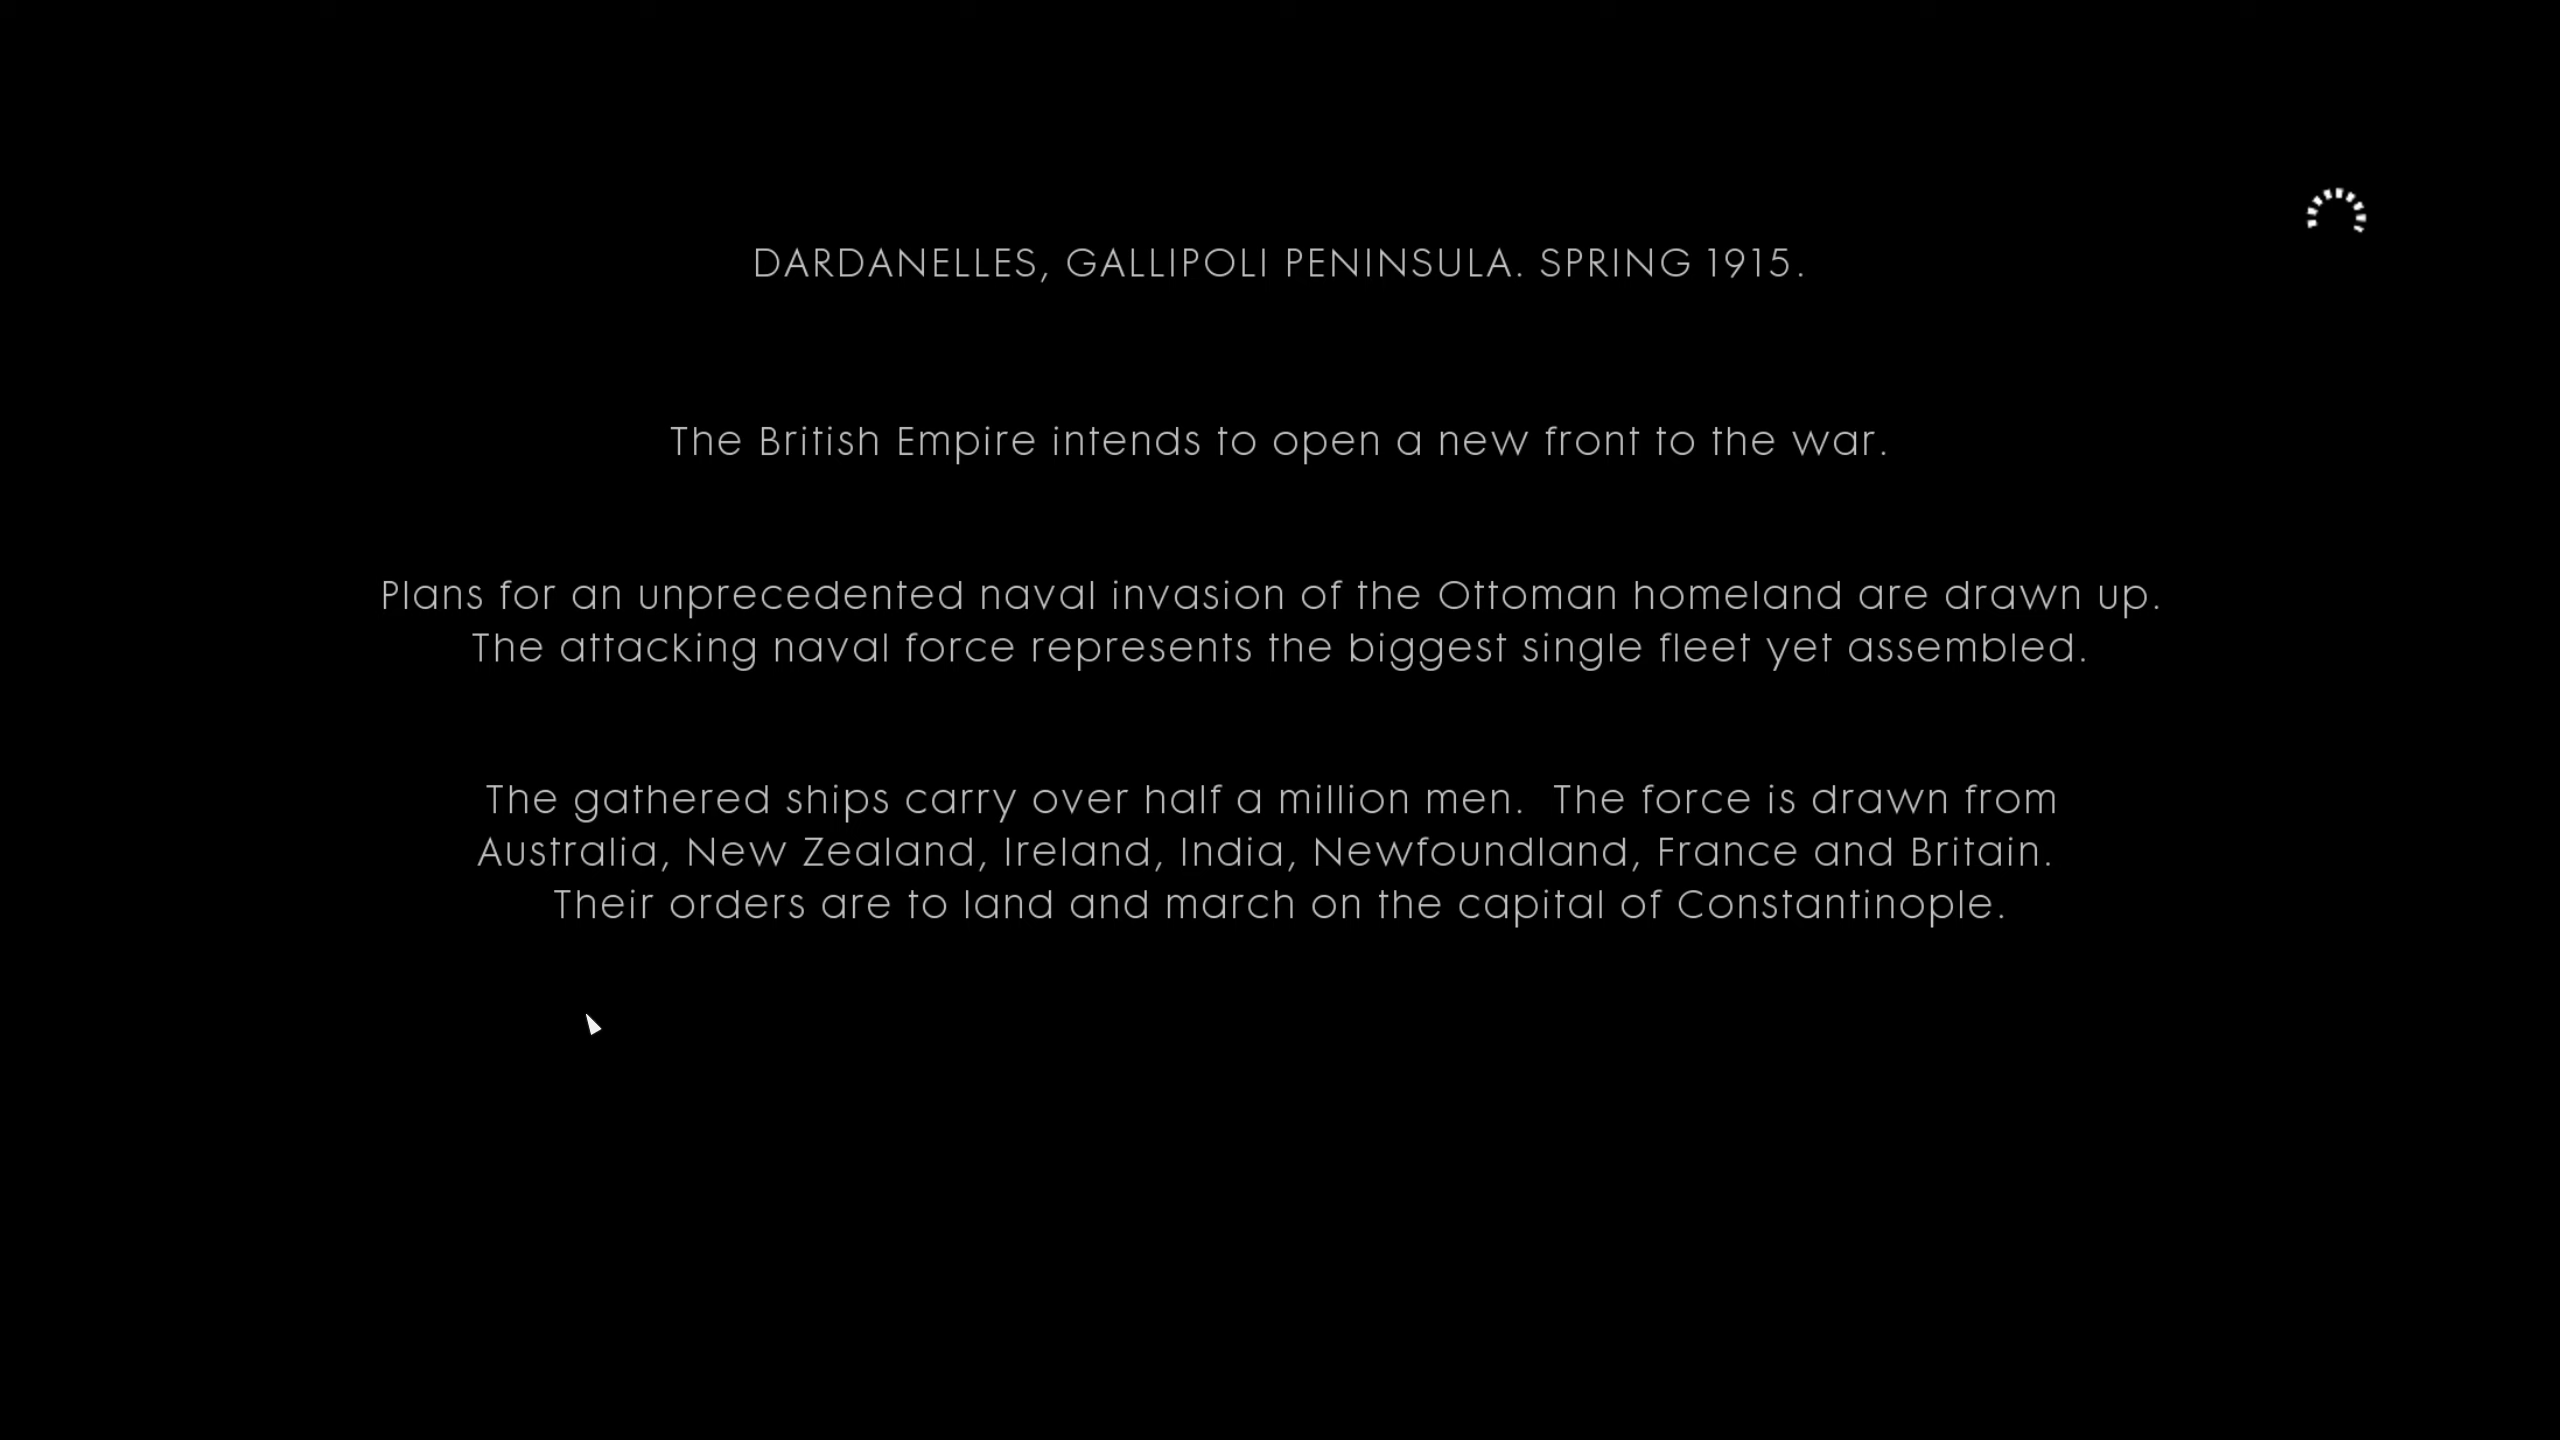 DARDANELLES, GALLIPOLI PENINSULA. SPRING 1915.
The British Empire intends to open a new front to the war.
Plans for an unprecedented naval invasion of the Ottoman homeland are drawn up.
The attacking naval force represents the biggest single fleet yet assembled.
The gathered ships carry over half a million men.  The force is drawn from
Australia, New Zealand, Ireland, India, Newfoundland, France and Britain.
Their orders are to land and march on the capital of Constantinople.